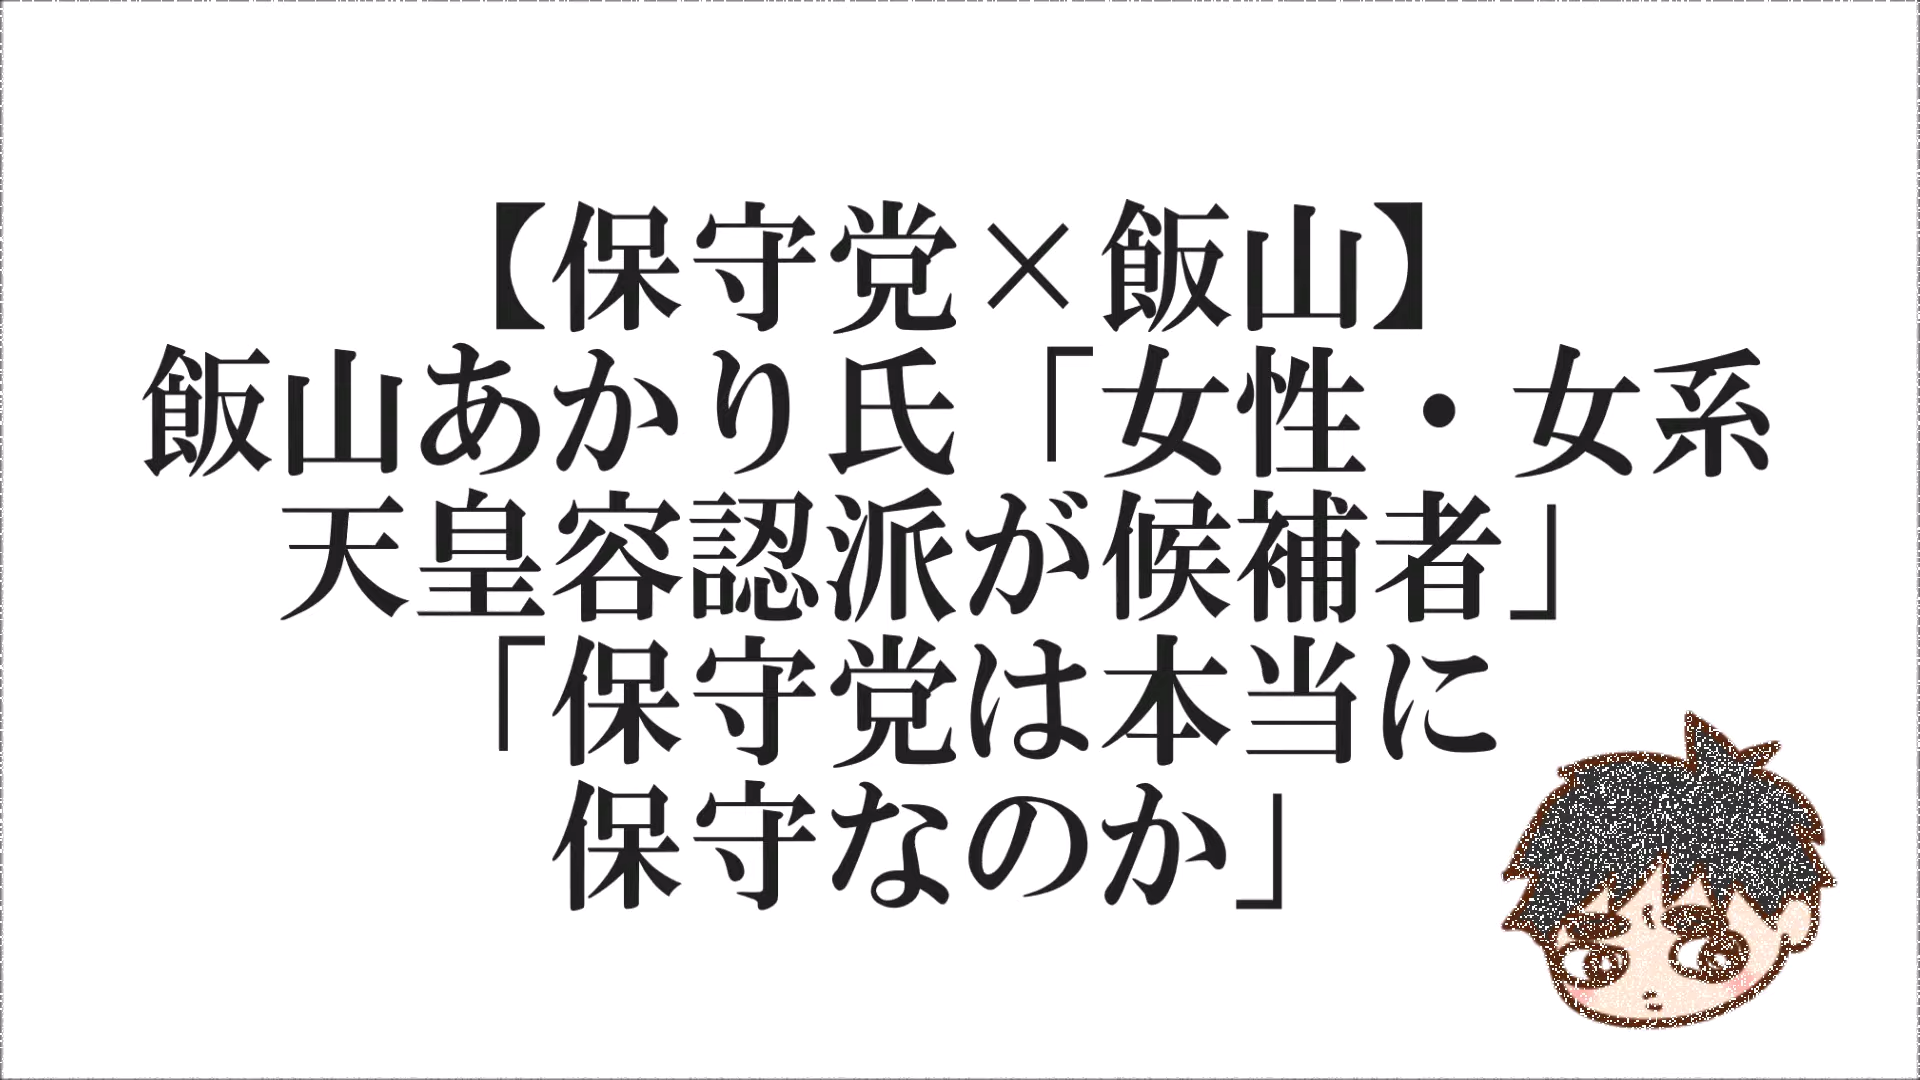 【保守党×飯山】
飯山あかり氏「女性・女系
天皇容認派が候補者」
「保守党は本当に
保守なのか」